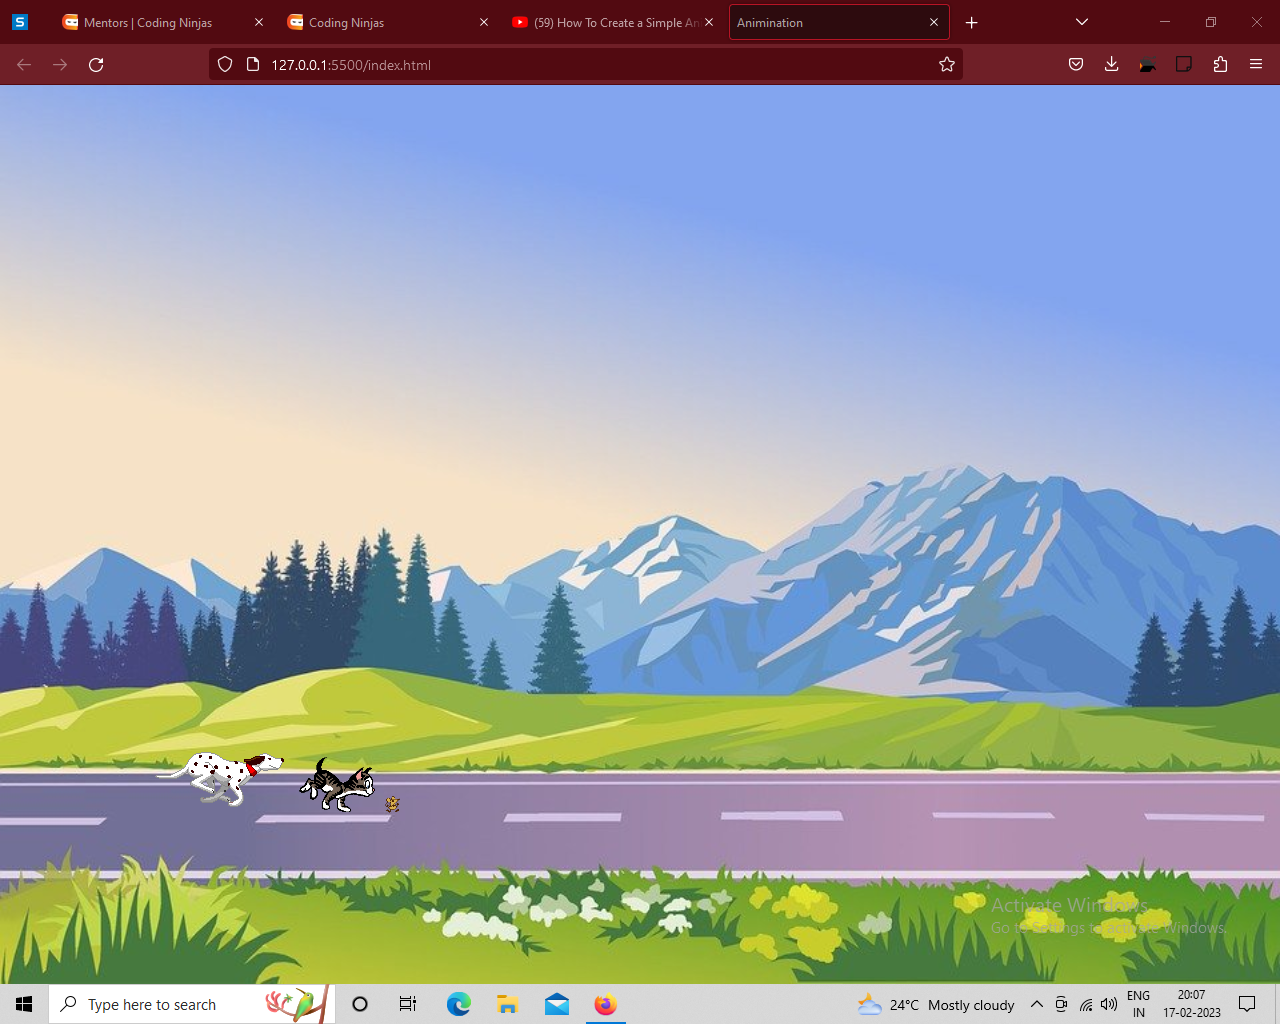 S
Mentors | Coding Ninjas
Coding Ninjas
(59) How To Create a Simple An
Animination
127.0.0.1:5500/index.html
Activate Windows
Go to Settings to activate Windows.
Type here to search
24°C Mostly cloudy
ENG
IN
20:07
17-02-2023